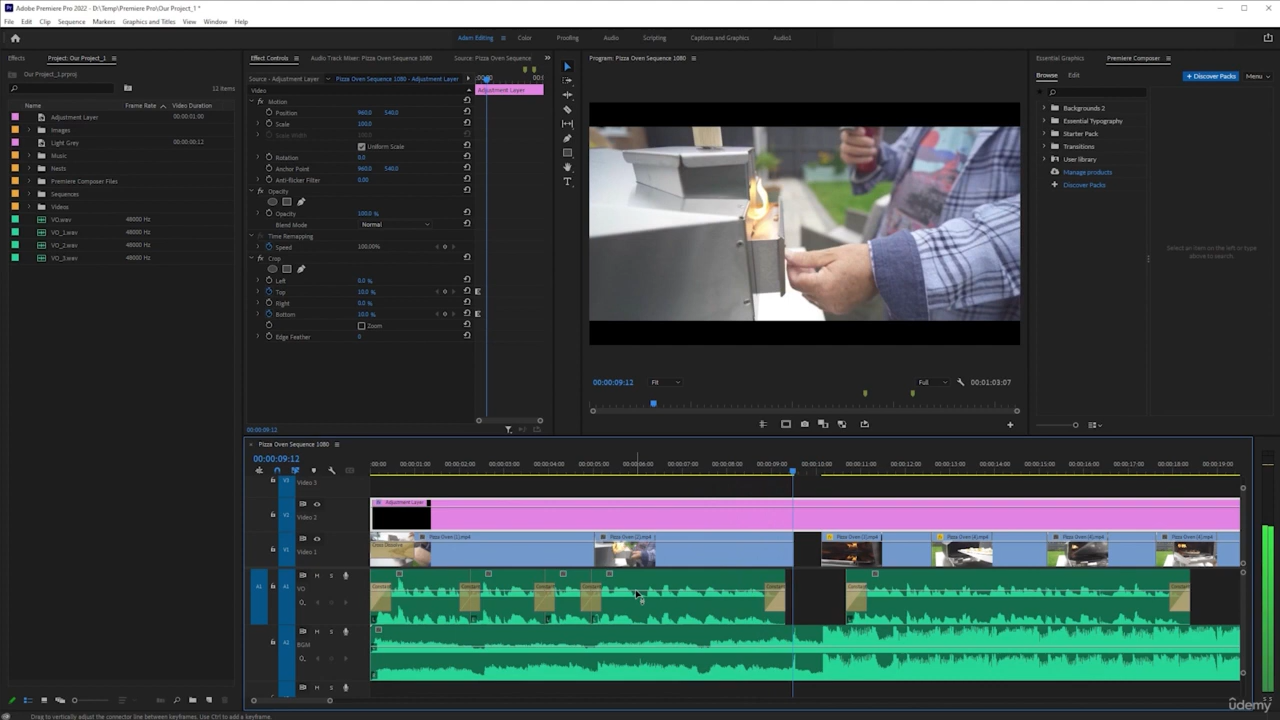 Adobe Premiere Pro 2022 - D:\Temp\Premiere Pro\Our Project_1 *
File Edit Clip Sequence Markers Graphics and Titles View Window Help
Adam Editing Color Proofing Audio Scripting Captions and Graphics Audio1
Effects Project: Our Project_1
Our Project_1.prproj
12 items
Name Frame Rate Video Duration
Adjustment Layer 00:00:01:00
Images
Light Grey 00:00:00:12
Music
Nests
Premiere Composer Files
Sequences
Videos
VO.wav 48000 Hz
VO_1.wav 48000 Hz
VO_2.wav 48000 Hz
VO_3.wav 48000 Hz
Effect Controls Audio Track Mixer: Pizza Oven Sequence 1080 Source: Pizza Oven Sequence
Source - Adjustment Layer Pizza Oven Sequence 1080 - Adjustment Layer
Video Adjustment Layer
fx Motion
Position 960.0 540.0
Scale 100.0
Scale Width 100.0
Uniform Scale
Rotation 0.0
Anchor Point 960.0 540.0
Anti-flicker Filter 0.00
fx Opacity
Opacity 100.0 %
Blend Mode Normal
Time Remapping
Speed 100.00%
fx Crop
Left 0.0 %
Top 10.0 %
Right 0.0 %
Bottom 10.0 %
Zoom
Edge Feather 0
00:00:09:12
Program: Pizza Oven Sequence 1080
00:00:09:12 Fit Full 00:01:03:07
Essential Graphics Premiere Composer
Browse Edit Discover Packs Menu
Backgrounds 2
Essential Typography
Starter Pack
Transitions
User library
Manage products
Discover Packs
Select an item on the left or type above to search.
Pizza Oven Sequence 1080
00:00:09:12
:00:00 00:00:01:00 00:00:02:00 00:00:03:00 00:00:04:00 00:00:05:00 00:00:06:00 00:00:07:00 00:00:08:00 00:00:09:00 00:00:10:00 00:00:11:00 00:00:12:00 00:00:13:00 00:00:14:00 00:00:15:00 00:00:16:00 00:00:17:00 00:00:18:00 00:00:19:00
V3 Video 3
V2 Video 2 Adjustment Layer
V1 Video 1
A1 A1 M S
VO
A2 BGM
M S
Drag to vertically adjust the connector line between keyframes. Use Ctrl to add a keyframe.
udemy